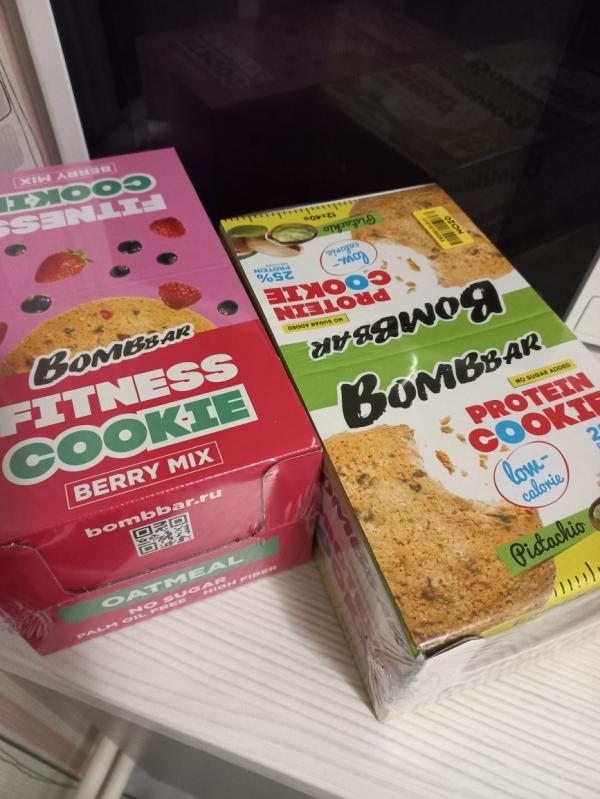 BERRY MIX
COOKIE
FITNESS
BOMBBAR
FITNESS
COOKIE
BERRY MIX
bombbar.ru
OATMEAL
NO SUGAR
PALM OIL FREE HIGH FIBER
12x40g
Pistachio
OZON
low-
calorie
25%
PROTEIN
PROTEIN
COOKIE
NO SUGAR ADDED
BOMBBAR
BOMBBAR
NO SUGAR ADDED
PROTEIN
COOKIE
low-
calorie
Pistachio